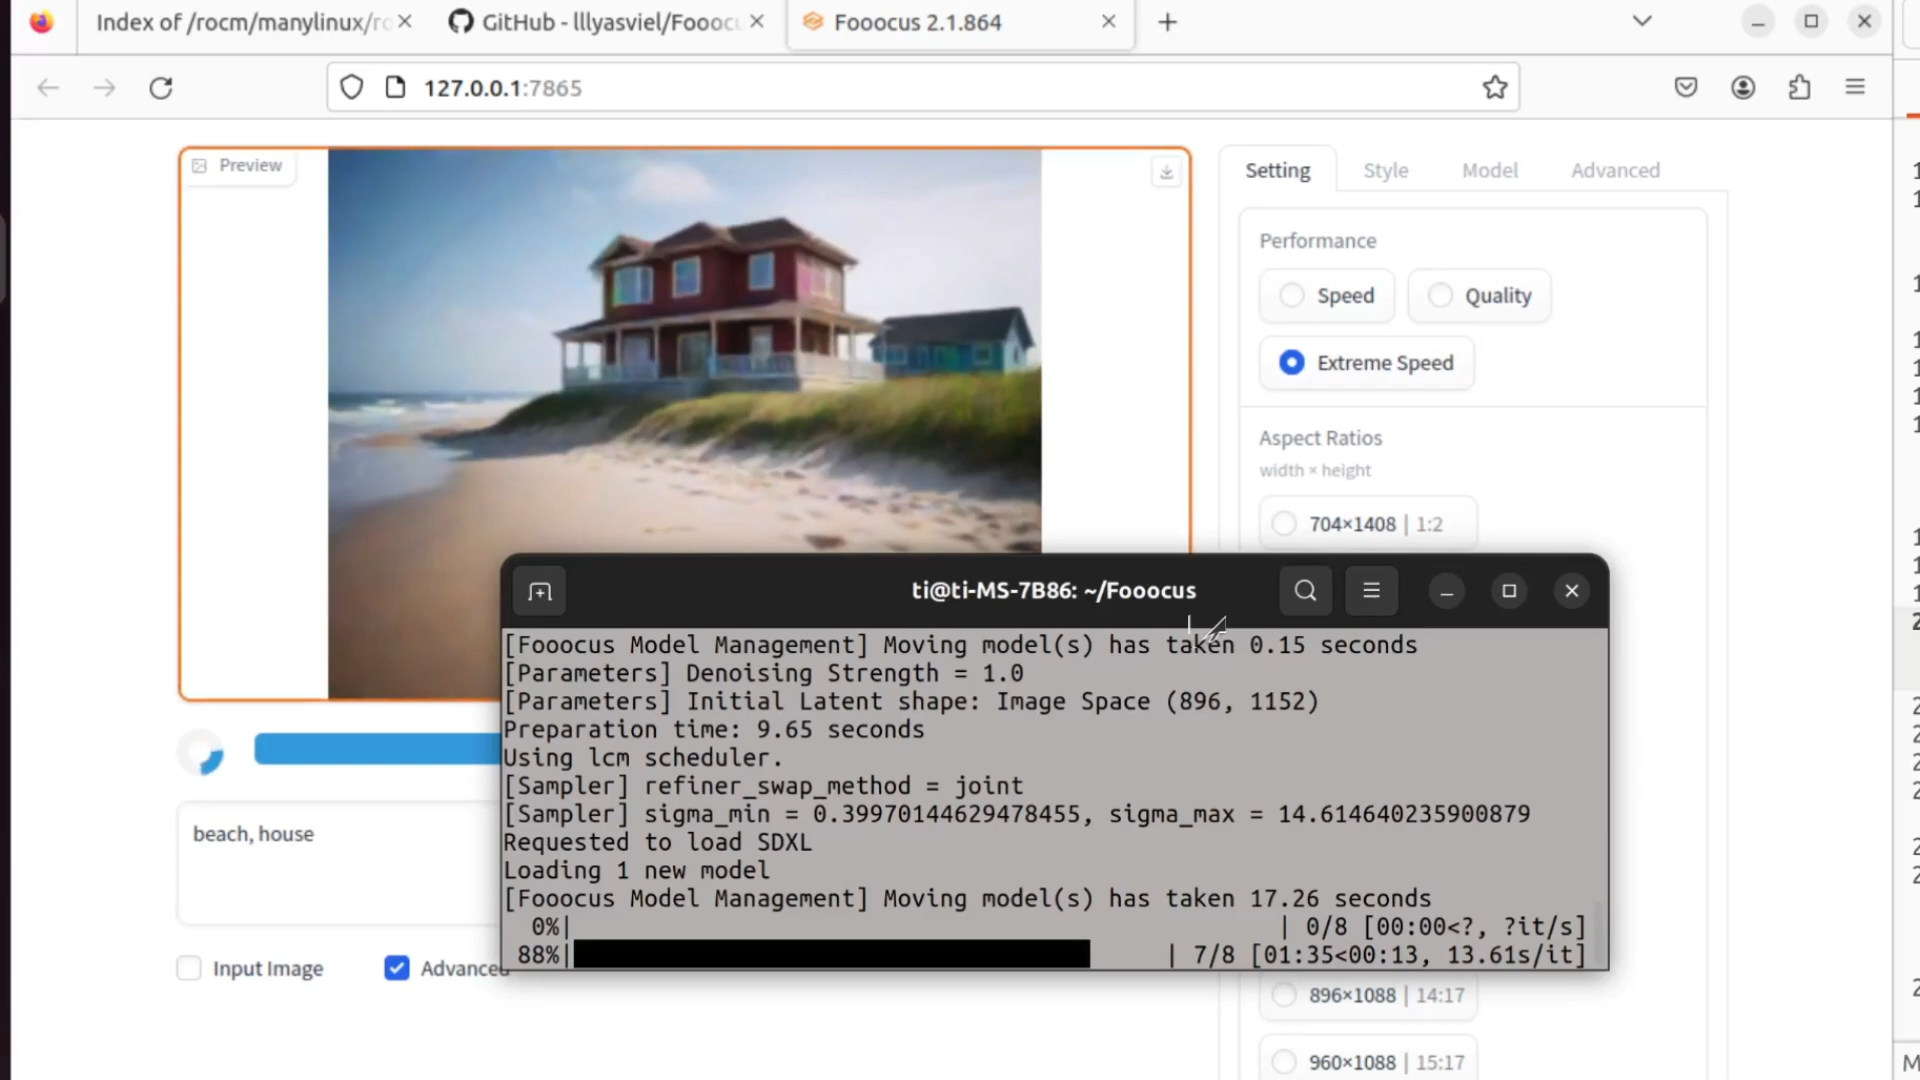 Index of /rocm/manylinux/ro
GitHub - lllyasviel/Fooocu
Fooocus 2.1.864
127.0.0.1:7865
Preview
Setting
Style
Model
Advanced
Performance
Speed
Quality
Extreme Speed
Aspect Ratios
width × height
704×1408 | 1:2
ti@ti-MS-7B86: ~/Fooocus
[Fooocus Model Management] Moving model(s) has taken 0.15 seconds
[Parameters] Denoising Strength = 1.0
[Parameters] Initial Latent shape: Image Space (896, 1152)
Preparation time: 9.65 seconds
Using lcm scheduler.
[Sampler] refiner_swap_method = joint
[Sampler] sigma_min = 0.39970144629478455, sigma_max = 14.614640235900879
Requested to load SDXL
Loading 1 new model
[Fooocus Model Management] Moving model(s) has taken 17.26 seconds
0%| | 0/8 [00:00<?, ?it/s]
88%| | 7/8 [01:35<00:13, 13.61s/it]
beach, house
Input Image
Advanced
896×1088 | 14:17
960×1088 | 15:17